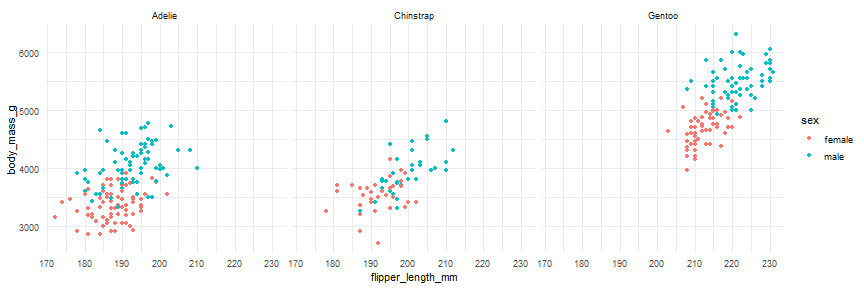 Adelie Chinstrap Gentoo
body_mass_g
6000
5000
4000
3000
sex
female
male
170 180 190 200 210 220 230 170 180 190 200 210 220 230 170 180 190 200 210 220 230
flipper_length_mm